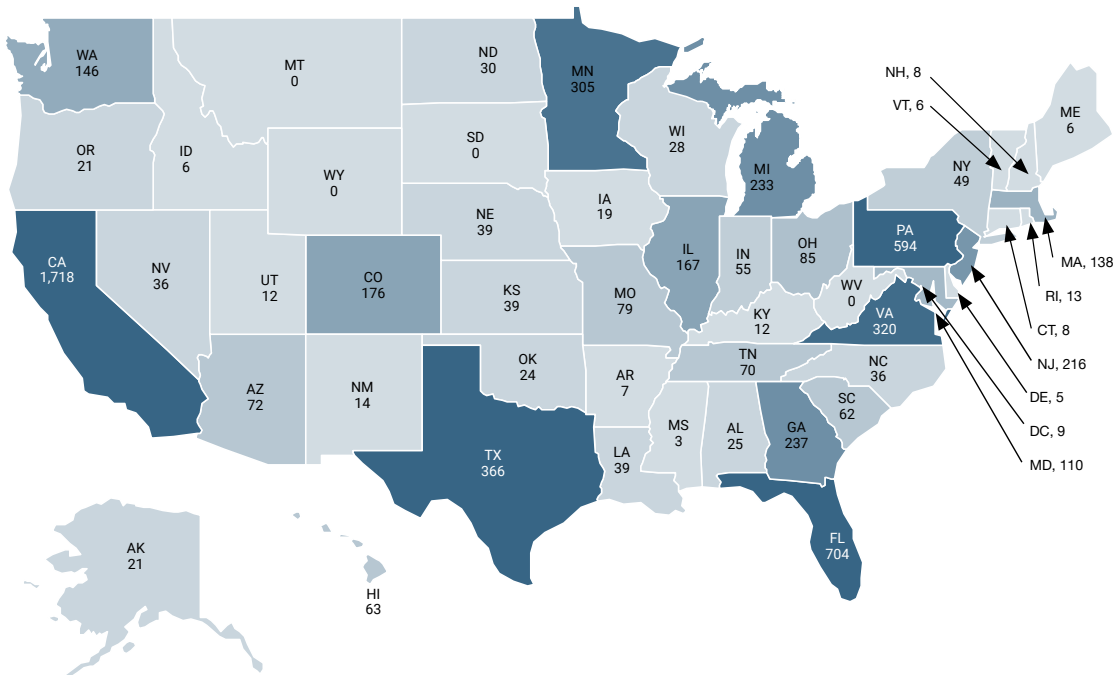 WA
146
MT
0
ND
30
MN
305
NH, 8
VT, 6
ME
6
OR
21
ID
6
SD
0
WI
28
MI
233
NY
49
WY
0
IA
19
NE
39
PA
594
CA
1,718
NV
36
UT
12
CO
176
KS
39
MO
79
IL
167
IN
55
OH
85
WV
0
MA, 138
RI, 13
KY
12
VA
320
CT, 8
NJ, 216
AZ
72
NM
14
OK
24
AR
7
TN
70
NC
36
SC
62
DE, 5
DC, 9
MD, 110
TX
366
LA
39
MS
3
AL
25
GA
237
FL
704
AK
21
HI
63